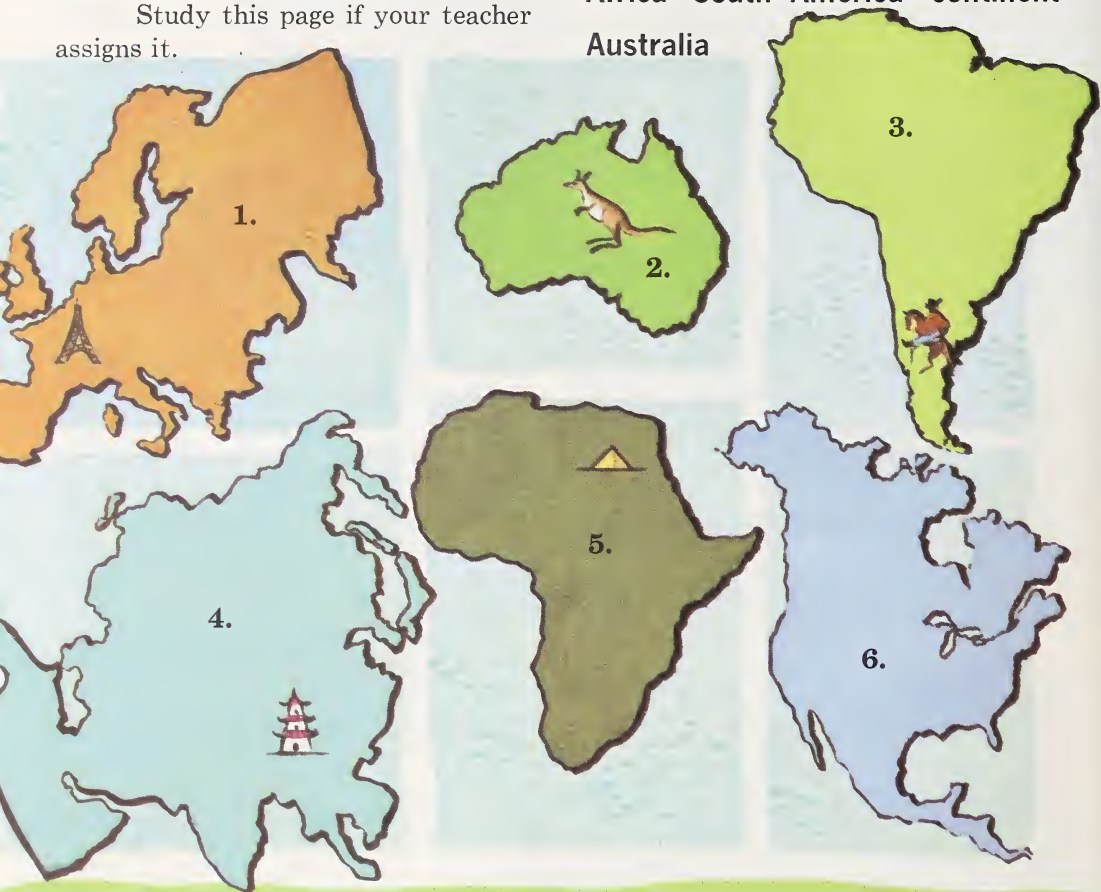 Study this page if your teacher
assigns it.
Africa South America continent
Australia
1.
2.
3.
4.
5.
6.